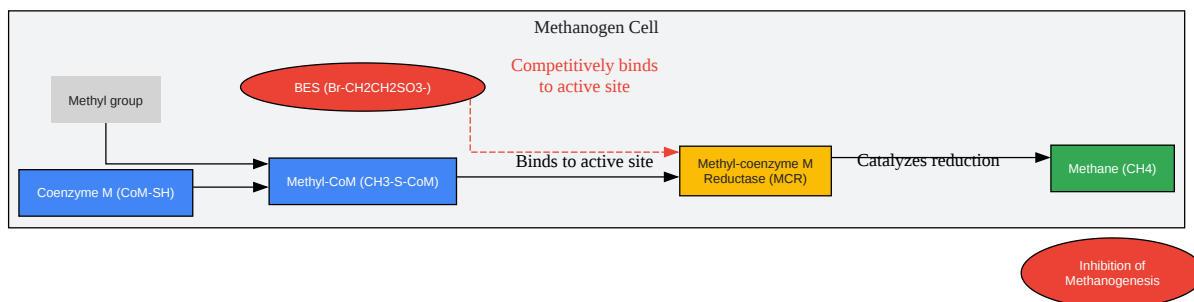 Methanogen Cell
Competitively binds
to active site
BES (Br-CH2CH2SO3-)
Methyl group
Binds to active site
Catalyzes reduction
Methyl-coenzyme M
Reductase (MCR)
Methane (CH4)
Methyl-CoM (CH3-S-CoM)
Coenzyme M (CoM-SH)
Inhibition of
Methanogenesis